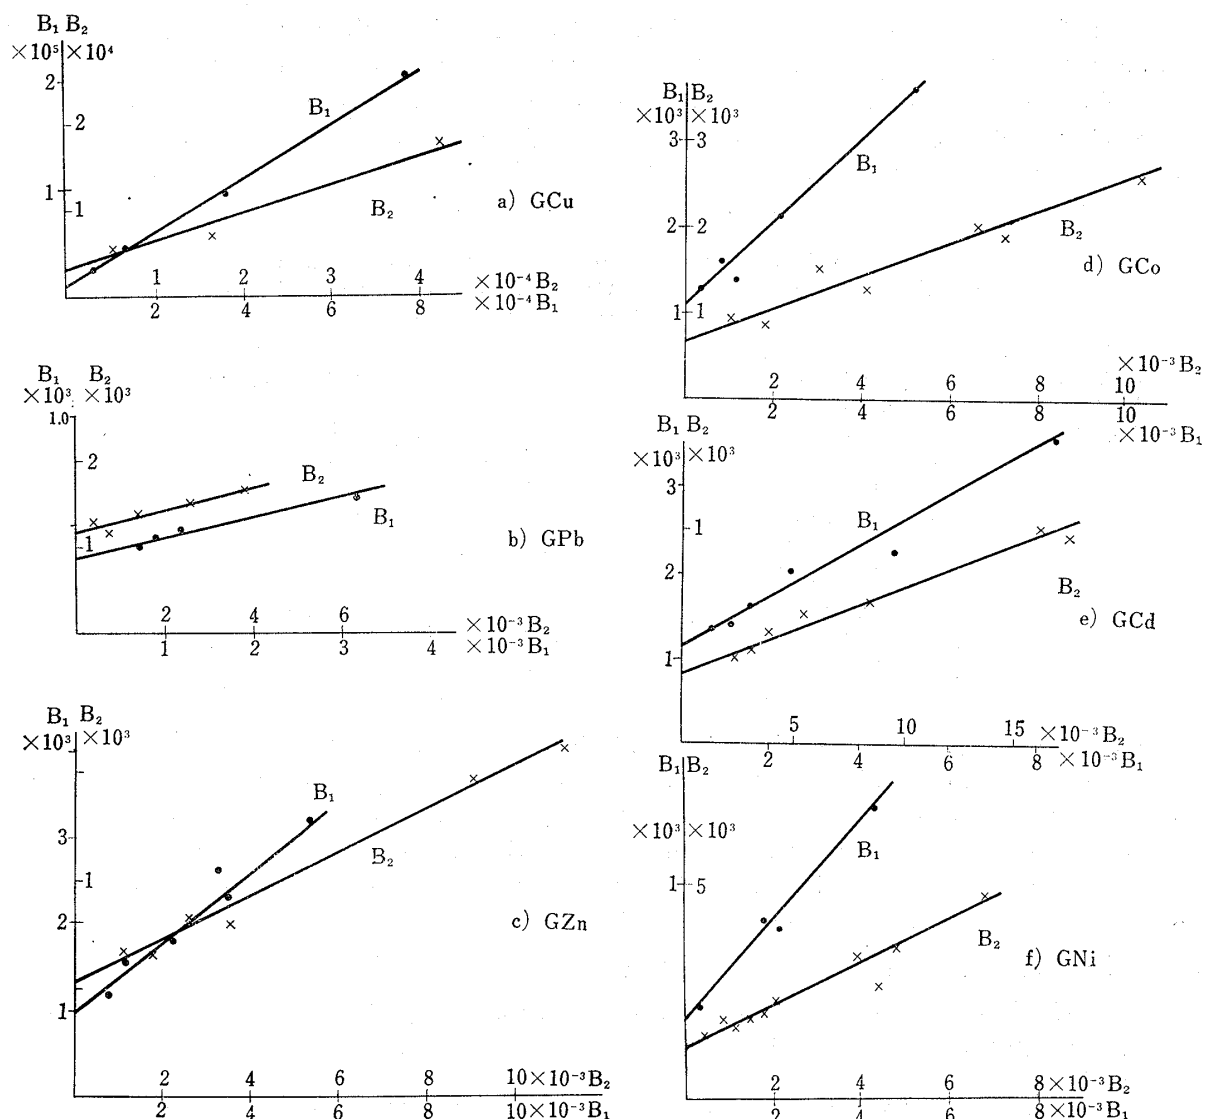 B₁ B₂
×10⁵ ×10⁴
2
2
1
1
B₁
B₂
a) GCu
1 2 3 4 ×10⁻⁴ B₂
2 4 6 8 ×10⁻⁴ B₁
B₁ B₂
×10³ ×10³
1.0
2
1
B₂
B₁
b) GPb
2 4 6 8 ×10⁻³ B₂
1 2 3 4 ×10⁻³ B₁
B₁ B₂
×10³ ×10³
3
1
2
1
B₁
B₂
c) GZn
2 4 6 8 10×10⁻³ B₂
2 4 6 8 10×10⁻³ B₁
B₁ B₂
×10³ ×10³
3 3
2 2
1 1
B₁
B₂
d) GCo
2 4 6 8 10 ×10⁻³ B₂
2 4 6 8 10 ×10⁻³ B₁
B₁ B₂
×10³ ×10³
3
1
2
1
B₁
B₂
e) GCd
5 10 15 ×10⁻³ B₂
2 4 6 8 ×10⁻³ B₁
B₁ B₂
×10³ ×10³
1 5
B₁
B₂
f) GNi
2 4 6 8×10⁻³ B₂
2 4 6 8×10⁻³ B₁